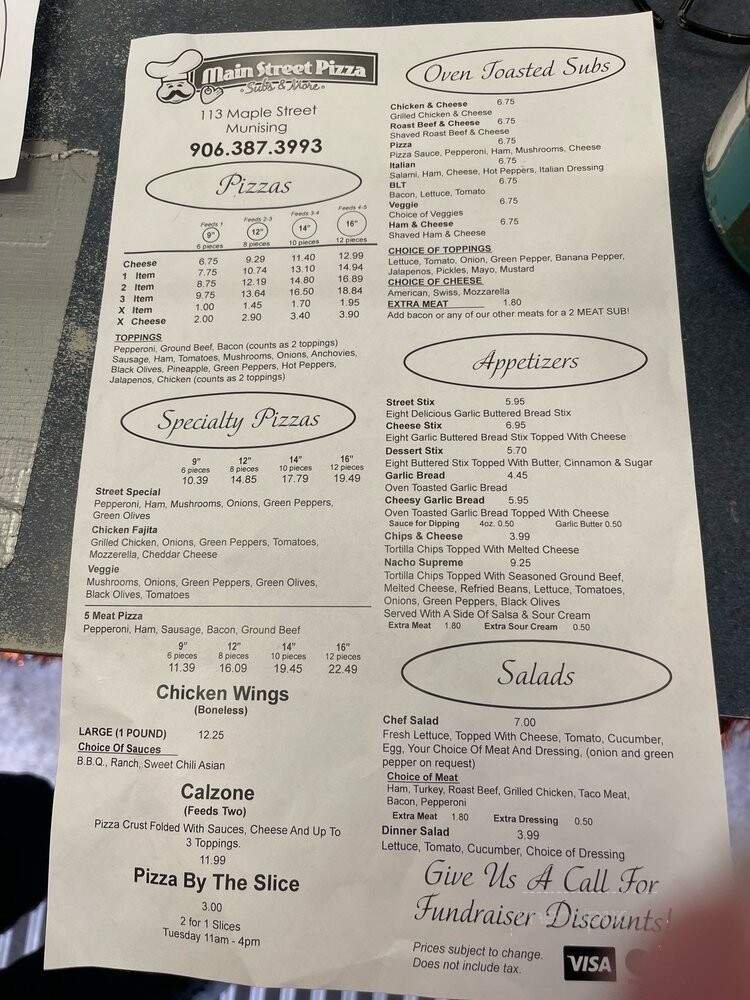 Main Street Pizza
Subs & More
113 Maple Street
Munising
906.387.3993
Pizzas
Feeds 1 Feeds 2-3 Feeds 3-4 Feeds 4-5
9" 12" 14" 16"
6 pieces 8 pieces 10 pieces 12 pieces
Cheese 6.75 9.29 11.40 12.99
1 Item 7.75 10.74 13.10 14.94
2 Item 8.75 12.19 14.80 16.89
3 Item 9.75 13.64 16.50 18.84
X Item 1.00 1.45 1.70 1.95
X Cheese 2.00 2.90 3.40 3.90
TOPPINGS
Pepperoni, Ground Beef, Bacon (counts as 2 toppings)
Sausage, Ham, Tomatoes, Mushrooms, Onions, Anchovies,
Black Olives, Pineapple, Green Peppers, Hot Peppers,
Jalapenos, Chicken (counts as 2 toppings)
Specialty Pizzas
9" 12" 14" 16"
6 pieces 8 pieces 10 pieces 12 pieces
10.39 14.85 17.79 19.49
Street Special
Pepperoni, Ham, Mushrooms, Onions, Green Peppers,
Green Olives
Chicken Fajita
Grilled Chicken, Onions, Green Peppers, Tomatoes,
Mozzerella, Cheddar Cheese
Veggie
Mushrooms, Onions, Green Peppers, Green Olives,
Black Olives, Tomatoes
5 Meat Pizza
Pepperoni, Ham, Sausage, Bacon, Ground Beef
9" 12" 14" 16"
6 pieces 8 pieces 10 pieces 12 pieces
11.39 16.09 19.45 22.49
Chicken Wings
(Boneless)
LARGE (1 POUND) 12.25
Choice Of Sauces
B.B.Q., Ranch, Sweet Chili Asian
Calzone
(Feeds Two)
Pizza Crust Folded With Sauces, Cheese And Up To
3 Toppings.
11.99
Pizza By The Slice
3.00
2 for 1 Slices
Tuesday 11am - 4pm
Oven Toasted Subs
Chicken & Cheese 6.75
Grilled Chicken & Cheese
Roast Beef & Cheese 6.75
Shaved Roast Beef & Cheese
Pizza 6.75
Pizza Sauce, Pepperoni, Ham, Mushrooms, Cheese
Italian 6.75
Salami, Ham, Cheese, Hot Peppers, Italian Dressing
BLT 6.75
Bacon, Lettuce, Tomato
Veggie 6.75
Choice of Veggies
Ham & Cheese 6.75
Shaved Ham & Cheese
CHOICE OF TOPPINGS
Lettuce, Tomato, Onion, Green Pepper, Banana Pepper,
Jalapenos, Pickles, Mayo, Mustard
CHOICE OF CHEESE
American, Swiss, Mozzarella
EXTRA MEAT 1.80
Add bacon or any of our other meats for a 2 MEAT SUB!
Appetizers
Street Stix 5.95
Eight Delicious Garlic Buttered Bread Stix
Cheese Stix 6.95
Eight Garlic Buttered Bread Stix Topped With Cheese
Dessert Stix 5.70
Eight Buttered Stix Topped With Butter, Cinnamon & Sugar
Garlic Bread 4.45
Oven Toasted Garlic Bread
Cheesy Garlic Bread 5.95
Oven Toasted Garlic Bread Topped With Cheese
Sauce for Dipping 4oz. 0.50 Garlic Butter 0.50
Chips & Cheese 3.99
Tortilla Chips Topped With Melted Cheese
Nacho Supreme 9.25
Tortilla Chips Topped With Seasoned Ground Beef,
Melted Cheese, Refried Beans, Lettuce, Tomatoes,
Onions, Green Peppers, Black Olives
Served With A Side Of Salsa & Sour Cream
Extra Meat 1.80 Extra Sour Cream 0.50
Salads
Chef Salad 7.00
Fresh Lettuce, Topped With Cheese, Tomato, Cucumber,
Egg, Your Choice Of Meat And Dressing, (onion and green
pepper on request)
Choice of Meat
Ham, Turkey, Roast Beef, Grilled Chicken, Taco Meat,
Bacon, Pepperoni
Extra Meat 1.80 Extra Dressing 0.50
Dinner Salad 3.99
Lettuce, Tomato, Cucumber, Choice of Dressing
Give Us A Call For
Fundraiser Discounts!
Prices subject to change.
Does not include tax.
VISA